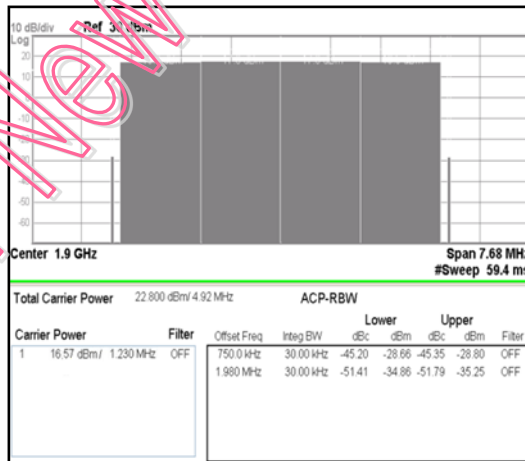 10 dB/div Ref 30 dBm
Log
20
10
-10
-20
-30
-40
-50
-60
Center 1.9 GHz Span 7.68 MHz
#Sweep 59.4 ms
Total Carrier Power 22.800 dBm/ 4.92 MHz ACP-RBW
Lower Upper
Carrier Power Filter Offset Freq Integ BW dBc dBm dBc dBm Filter
1 16.57 dBm / 1.230 MHz OFF 750.0 kHz 30.00 kHz -45.20 -28.66 -45.35 -28.80 OFF
1.980 MHz 30.00 kHz -51.41 -34.86 -51.79 -35.25 OFF
New